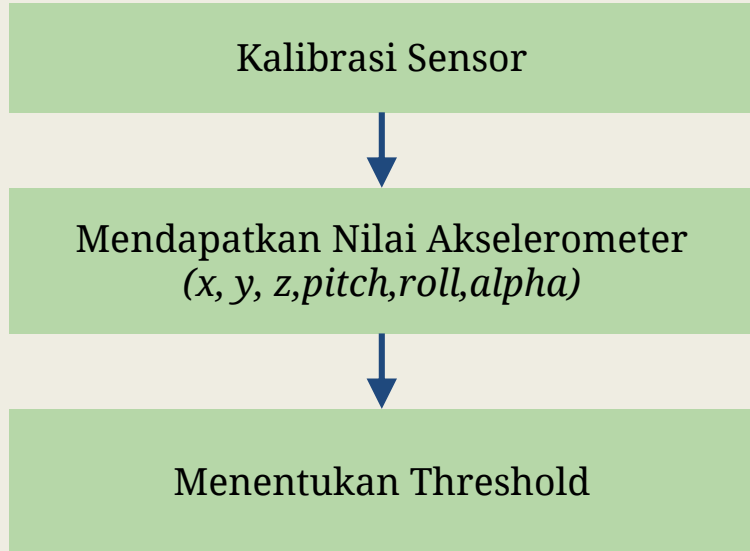 Kalibrasi Sensor
Mendapatkan Nilai Akselerometer
(x, y, z,pitch,roll,alpha)
Menentukan Threshold